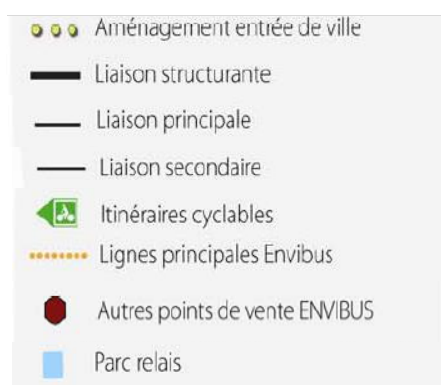 Aménagement entrée de ville
Liaison structurante
Liaison principale
Liaison secondaire
Itinéraires cyclables
Lignes principales Envibus
Autres points de vente ENVIBUS
Parc relais